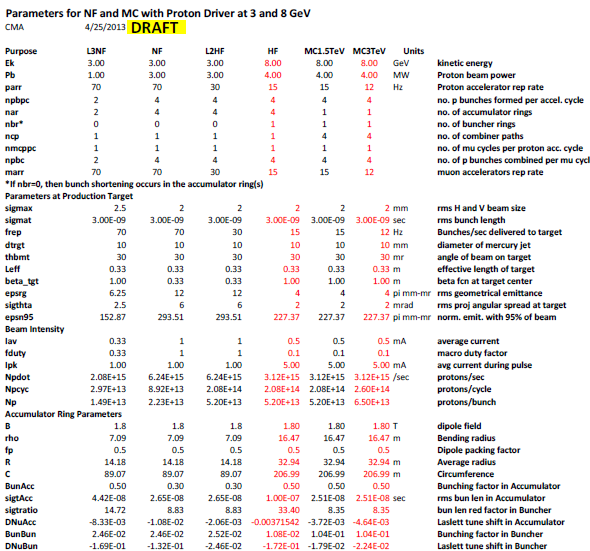 Parameters for NF and MC with Proton Driver at 3 and 8 GeV
CMA 4/25/2013 DRAFT
Purpose L3NF NF L2HF HF MC1.5TeV MC3TeV Units
Ek 3.00 3.00 3.00 8.00 8.00 8.00 GeV kinetic energy
Pb 1.00 3.00 3.00 4.00 4.00 4.00 MW Proton beam power
parr 70 70 30 15 15 12 Hz Proton accelerator rep rate
npbpc 2 4 4 4 4 4 no. p bunches formed per accel. cycle
nar 2 4 4 4 1 1 no. of accumulator rings
nbr* 0 0 0 1 1 1 no. of buncher rings
ncp 1 1 1 1 4 4 no. of combiner paths
nmcppc 1 1 1 1 1 1 no. of mu cycles per proton acc. cycle
npbc 2 4 4 4 4 4 no. of p bunches combined per mu cycl
marr 70 70 30 15 15 12 muon accelerators rep rate
*If nbr=0, then bunch shortening occurs in the accumulator ring(s)
Parameters at Production Target
sigmax 2.5 2 2 2 2 2 mm rms H and V beam size
sigmat 3.00E-09 3.00E-09 3.00E-09 3.00E-09 3.00E-09 3.00E-09 sec rms bunch length
frep 70 70 30 15 15 12 Hz Bunches/sec delivered to target
dtrgt 10 10 10 10 10 10 mm diameter of mercury jet
thbmt 30 30 30 30 30 30 mr angle of beam on target
Leff 0.33 0.33 0.33 0.33 0.33 0.33 m effective length of target
beta_tgt 1.00 0.33 0.33 1.00 1.00 1.00 m beta fcn at target center
epsrg 6.25 12 12 4 4 4 pi mm-mr rms geometrical emittance
sigthta 2.5 6 6 2 2 2 mrad rms proj angular spread at target
epsn95 152.87 293.51 293.51 227.37 227.37 227.37 pi mm-mr norm. emit. with 95% of beam
Beam Intensity
Iav 0.33 1 1 0.5 0.5 0.5 mA average current
fduty 0.33 1 1 0.1 0.1 0.1 macro duty factor
Ipk 1.00 1.00 1.00 5.00 5.00 5.00 mA avg current during pulse
Npdot 2.08E+15 6.24E+15 6.24E+15 3.12E+15 3.12E+15 3.12E+15 /sec protons/sec
Npcyc 2.97E+13 8.92E+13 2.08E+14 2.08E+14 2.08E+14 2.60E+14 protons/cycle
Np 1.49E+13 2.23E+13 5.20E+13 5.20E+13 5.20E+13 6.50E+13 protons/bunch
Accumulator Ring Parameters
B 1.8 1.8 1.8 1.80 1.80 1.80 T dipole field
rho 7.09 7.09 7.09 16.47 16.47 16.47 m Bending radius
fp 0.5 0.5 0.5 0.5 0.5 0.5 Dipole packing factor
R 14.18 14.18 14.18 32.94 32.94 32.94 m Average radius
C 89.07 89.07 89.07 206.99 206.99 206.99 m Circumference
BunAcc 0.50 0.30 0.30 0.50 0.50 0.50 Bunching factor in Accumulator
sigtAcc 4.42E-08 2.65E-08 2.65E-08 1.00E-07 2.51E-08 2.51E-08 sec rms bun len in Accumulator
sigtratio 14.72 8.83 8.83 33.40 8.35 8.35 bun len red factor in Buncher
DNuAcc -8.33E-03 -1.08E-02 -2.06E-03 -0.00371542 -3.72E-03 -4.64E-03 Laslett tune shift in Accumulator
BunBun 2.46E-02 2.46E-02 2.52E-02 1.08E-02 1.04E-01 1.04E-01 Bunching factor in Buncher
DNuBun -1.69E-01 -1.32E-01 -2.46E-02 -1.72E-01 -1.79E-02 -2.24E-02 Laslett tune shift in Buncher